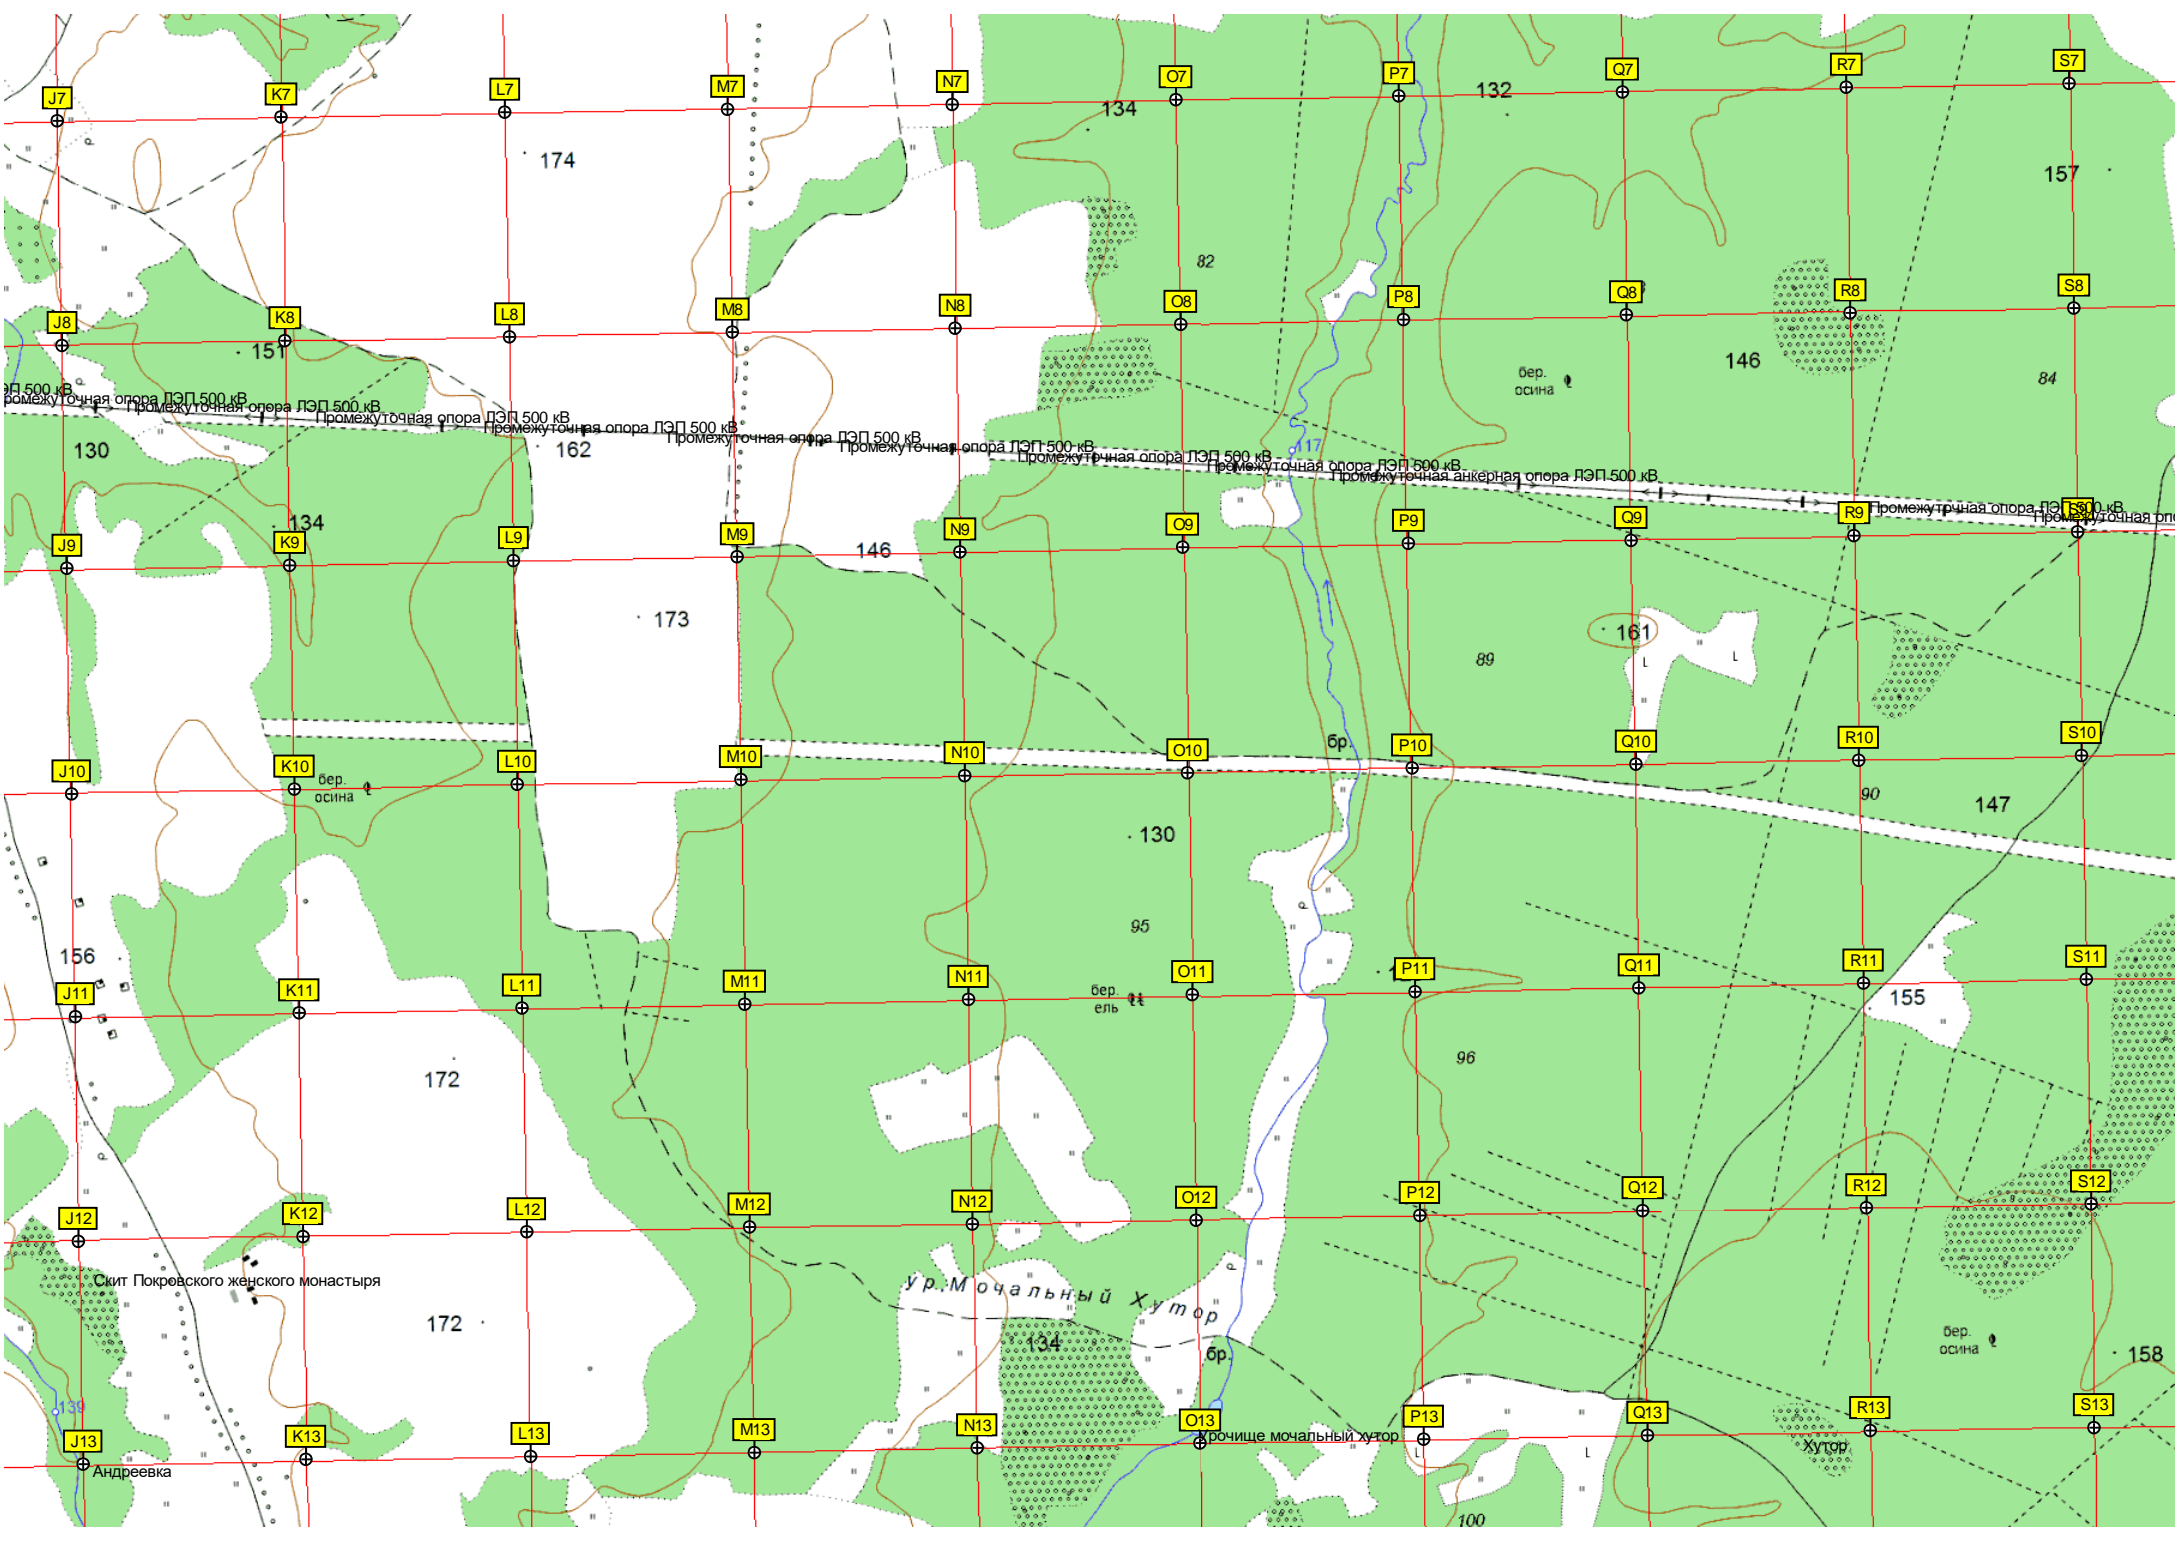 J7
K7
L7
M7
N7
O7
P7
Q7
R7
S7
134
132
174
157
82
J8
K8
L8
M8
N8
O8
P8
Q8
R8
S8
151
146
84
бер.
осина
ЛЭП 500 кВ
Промежуточная опора ЛЭП 500 кВ
Промежуточная опора ЛЭП 500 кВ
Промежуточная опора ЛЭП 500 кВ
Промежуточная опора ЛЭП 500 кВ
Промежуточная опора ЛЭП 500 кВ
Промежуточная опора ЛЭП 500 кВ
Промежуточная опора ЛЭП 500 кВ
Промежуточная опора ЛЭП 500 кВ
Промежуточная анкерная опора ЛЭП 500 кВ
Промежуточная опора ЛЭП 500 кВ
130
162
117
134
146
J9
K9
L9
M9
N9
O9
P9
Q9
R9
173
161
89
бр.
J10
K10
L10
M10
N10
O10
P10
Q10
R10
S10
бер.
осина
130
90
147
95
156
J11
K11
L11
M11
N11
O11
P11
Q11
R11
S11
бер.
ель
155
172
96
J12
K12
L12
M12
N12
O12
P12
Q12
R12
S12
Скит Покровского женского монастыря
ур. Мочальный Хутор
172
134
бр.
бер.
осина
158
139
J13
K13
L13
M13
N13
O13
P13
Q13
R13
S13
Урочище мочальный хутор
Хутор
Андреевка
100